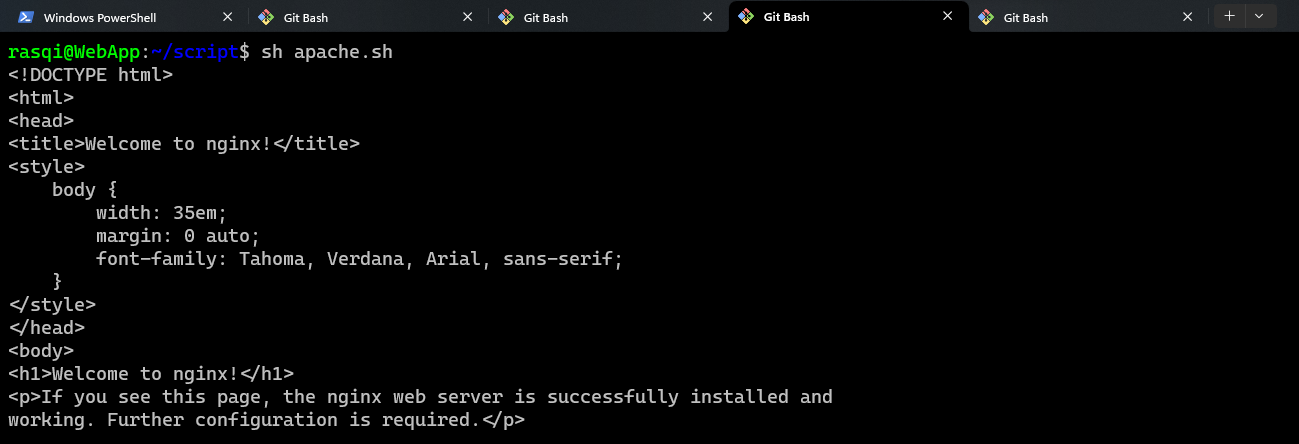 Windows PowerShell
Git Bash
Git Bash
Git Bash
Git Bash
rasqi@WebApp:~/script$ sh apache.sh
<!DOCTYPE html>
<html>
<head>
<title>Welcome to nginx!</title>
<style>
    body {
        width: 35em;
        margin: 0 auto;
        font-family: Tahoma, Verdana, Arial, sans-serif;
    }
</style>
</head>
<body>
<h1>Welcome to nginx!</h1>
<p>If you see this page, the nginx web server is successfully installed and
working. Further configuration is required.</p>